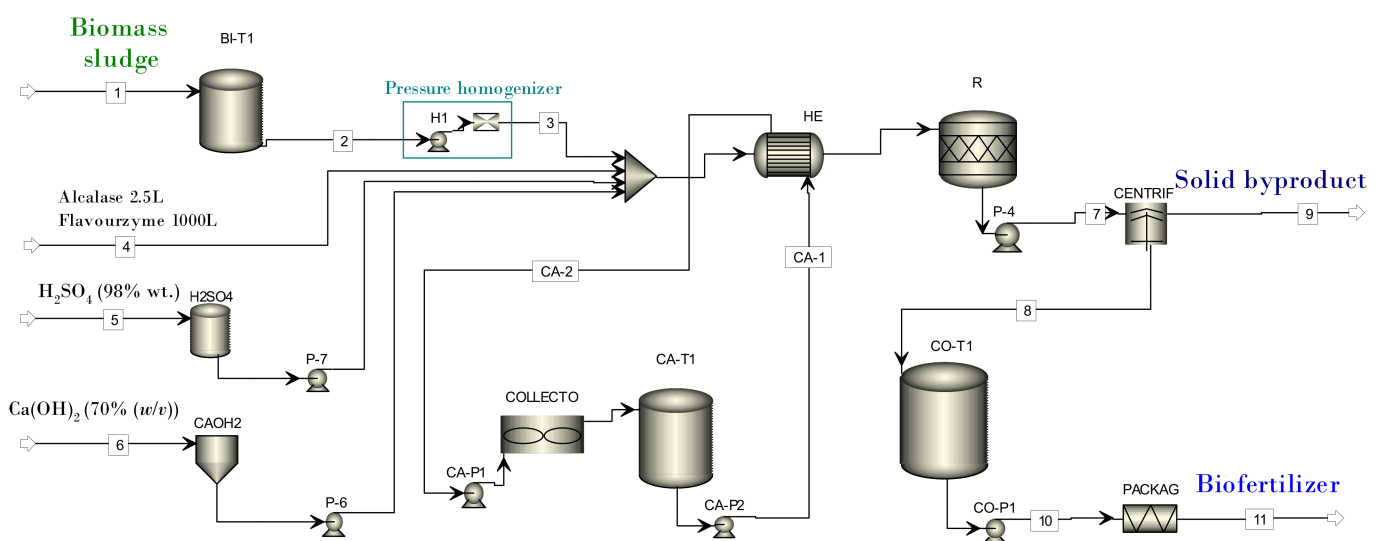 Biomass
sludge
BI-T1
1
2
Pressure homogenizer
H1
3
HE
R
Alcalase 2.5L
Flavourzyme 1000L
4
P-4
7
CENTRIF
Solid byproduct
9
CA-2
CA-1
H2SO4 (98% wt.)
5
H2SO4
P-7
8
Ca(OH)2 (70% (w/v))
6
CAOH2
P-6
COLLECTO
CA-P1
CA-T1
CA-P2
CO-T1
CO-P1
10
PACKAG
Biofertilizer
11